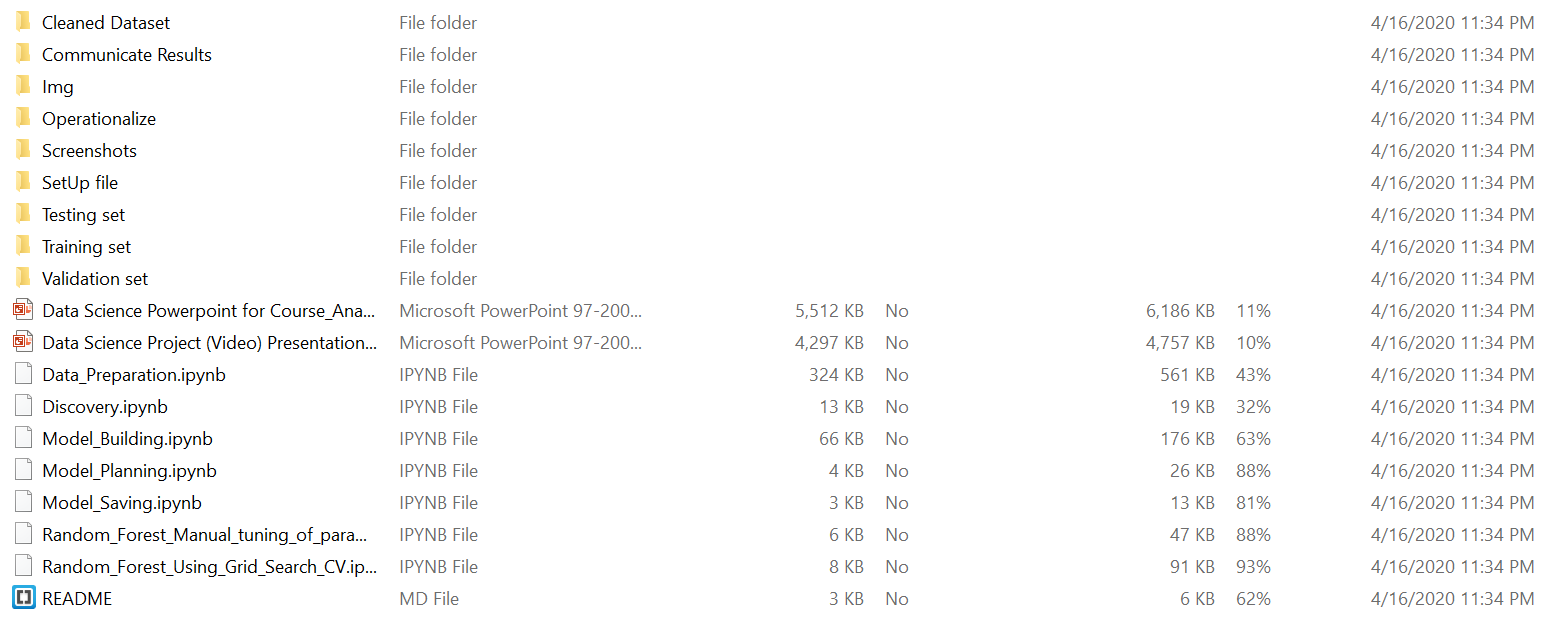 Cleaned Dataset File folder 4/16/2020 11:34 PM
Communicate Results File folder 4/16/2020 11:34 PM
Img File folder 4/16/2020 11:34 PM
Operationalize File folder 4/16/2020 11:34 PM
Screenshots File folder 4/16/2020 11:34 PM
SetUp file File folder 4/16/2020 11:34 PM
Testing set File folder 4/16/2020 11:34 PM
Training set File folder 4/16/2020 11:34 PM
Validation set File folder 4/16/2020 11:34 PM
Data Science Powerpoint for Course_Ana... Microsoft PowerPoint 97-200... 5,512 KB No 6,186 KB 11% 4/16/2020 11:34 PM
Data Science Project (Video) Presentation... Microsoft PowerPoint 97-200... 4,297 KB No 4,757 KB 10% 4/16/2020 11:34 PM
Data_Preparation.ipynb IPYNB File 324 KB No 561 KB 43% 4/16/2020 11:34 PM
Discovery.ipynb IPYNB File 13 KB No 19 KB 32% 4/16/2020 11:34 PM
Model_Building.ipynb IPYNB File 66 KB No 176 KB 63% 4/16/2020 11:34 PM
Model_Planning.ipynb IPYNB File 4 KB No 26 KB 88% 4/16/2020 11:34 PM
Model_Saving.ipynb IPYNB File 3 KB No 13 KB 81% 4/16/2020 11:34 PM
Random_Forest_Manual_tuning_of_para... IPYNB File 6 KB No 47 KB 88% 4/16/2020 11:34 PM
Random_Forest_Using_Grid_Search_CV.ip... IPYNB File 8 KB No 91 KB 93% 4/16/2020 11:34 PM
README MD File 3 KB No 6 KB 62% 4/16/2020 11:34 PM